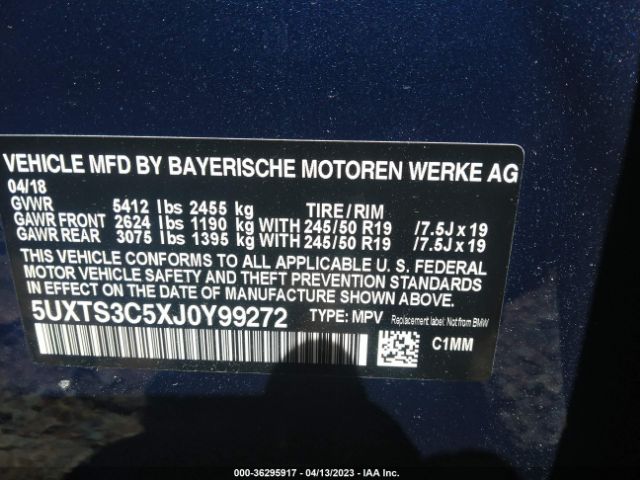 VEHICLE MFD BY BAYERISCHE MOTOREN WERKE AG
04/18
GVWR 5412 lbs 2455 kg TIRE/RIM
GAWR FRONT 2624 lbs 1190 kg WITH 245/50 R19 /7.5J x 19
GAWR REAR 3075 lbs 1395 kg WITH 245/50 R19 /7.5J x 19
THIS VEHICLE CONFORMS TO ALL APPLICABLE U. S. FEDERAL
MOTOR VEHICLE SAFETY AND THEFT PREVENTION STANDARDS
IN EFFECT ON THE DATE OF MANUFACTURE SHOWN ABOVE.
5UXTS3C5XJ0Y99272 TYPE: MPV Replacement label: Not from BMW
C1MM
000-36295917 - 04/13/2023 - IAA Inc.